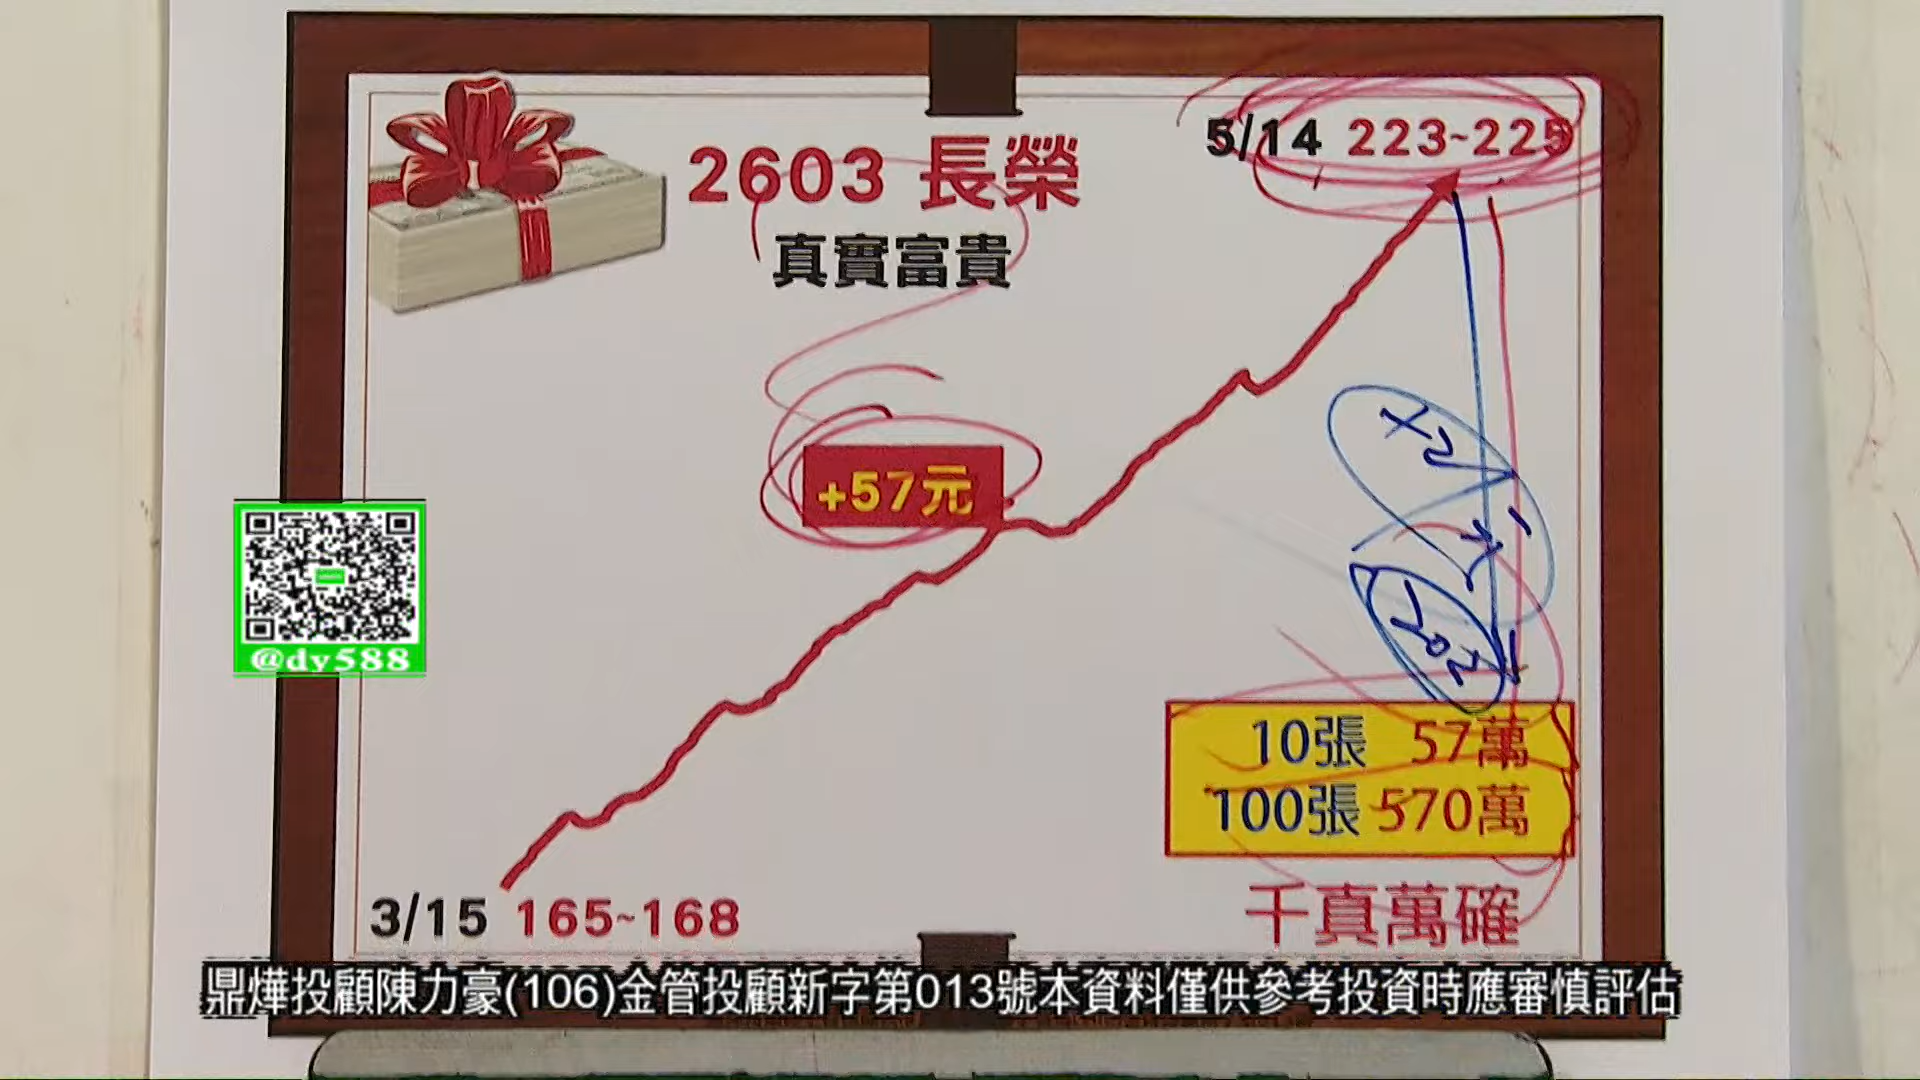 2603 長榮
真實富貴
5/14 223~225
+57元
@dy588
10張 57萬
100張 570萬
3/15 165~168
千真萬確
鼎燁投顧陳力豪(106)金管投顧新字第013號本資料僅供參考投資時應審慎評估